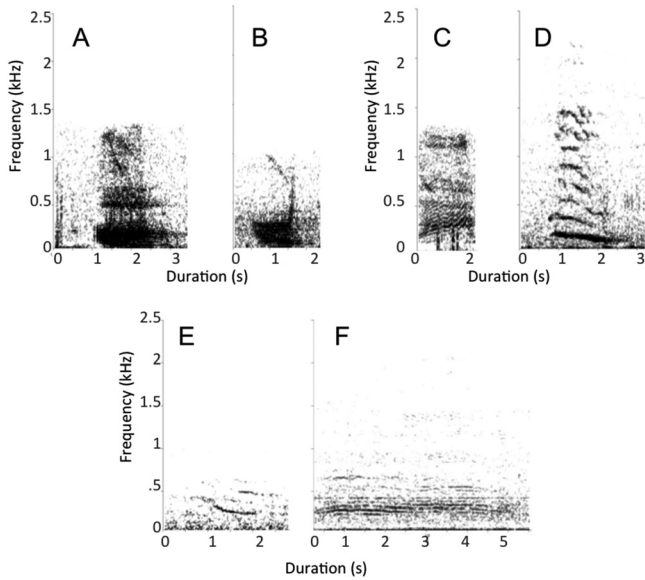 A B C D
2.5 2.5
2 2
1.5 1.5
1 1
0.5 0.5
0 0
Frequency (kHz) Frequency (kHz)
0 1 2 3 0 1 2 0 2 0 1 2 3
Duration (s) Duration (s)
E F
2.5
2
1.5
1
.5
0
Frequency (kHz)
0 1 2 0 1 2 3 4 5
Duration (s)